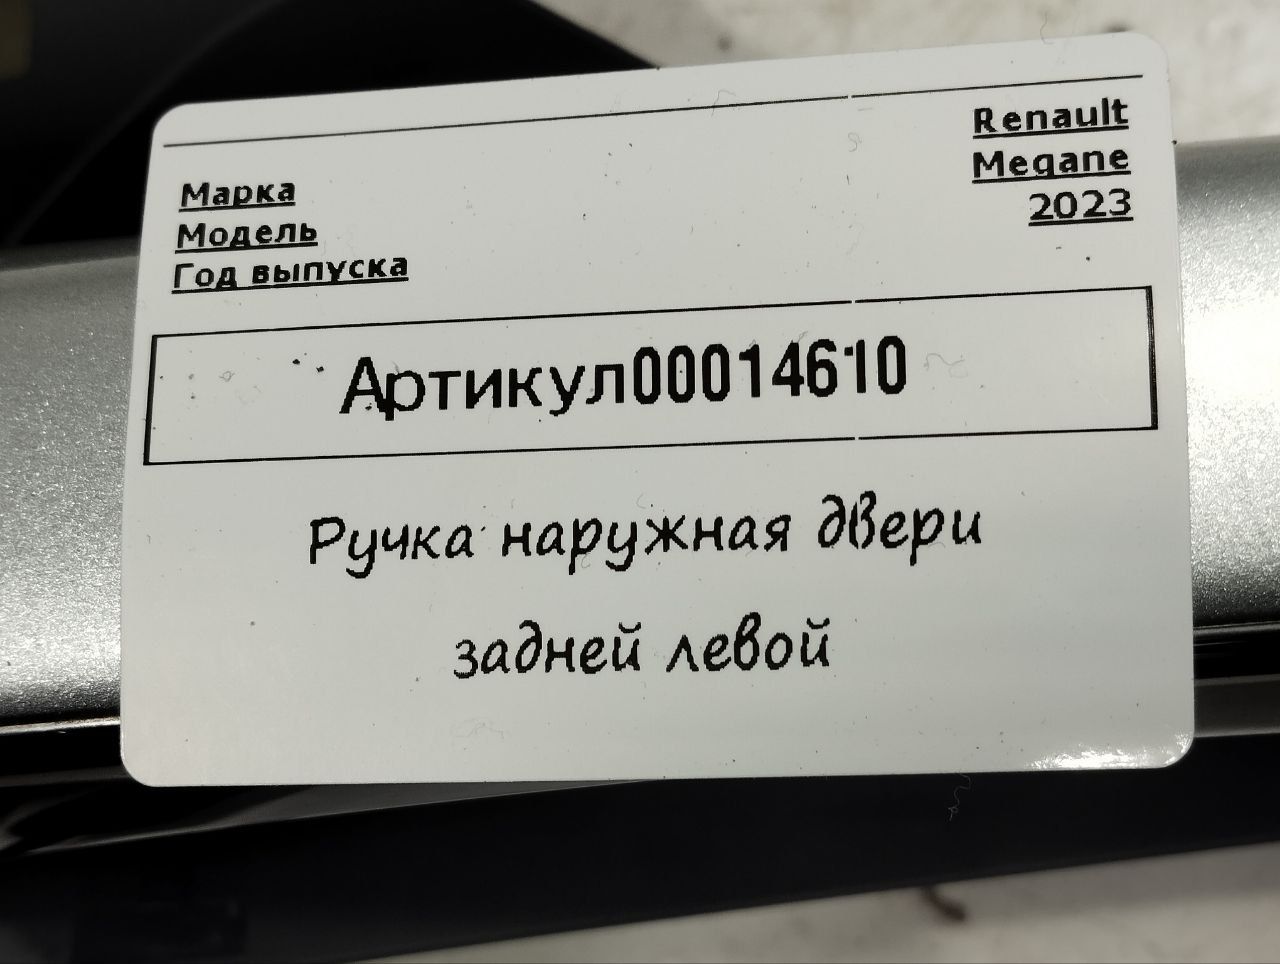 Марка Renault
Модель Megane
Год выпуска 2023
Артикул00014610
Ручка наружная двери
задней левой